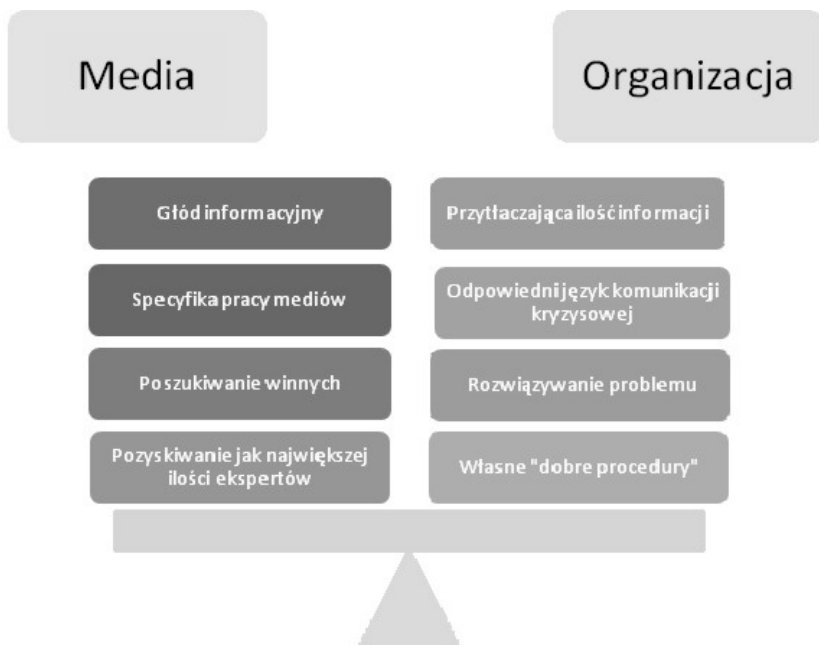 Media
Organizacja
Głód informacyjny
Przytłaczająca ilość informacji
Specyfika pracy mediów
Odpowiedni język komunikacji
kryzysowej
Poszukiwanie winnych
Rozwiązywanie problemu
Pozyskiwanie jak największej
ilości ekspertów
Własne "dobre procedury"